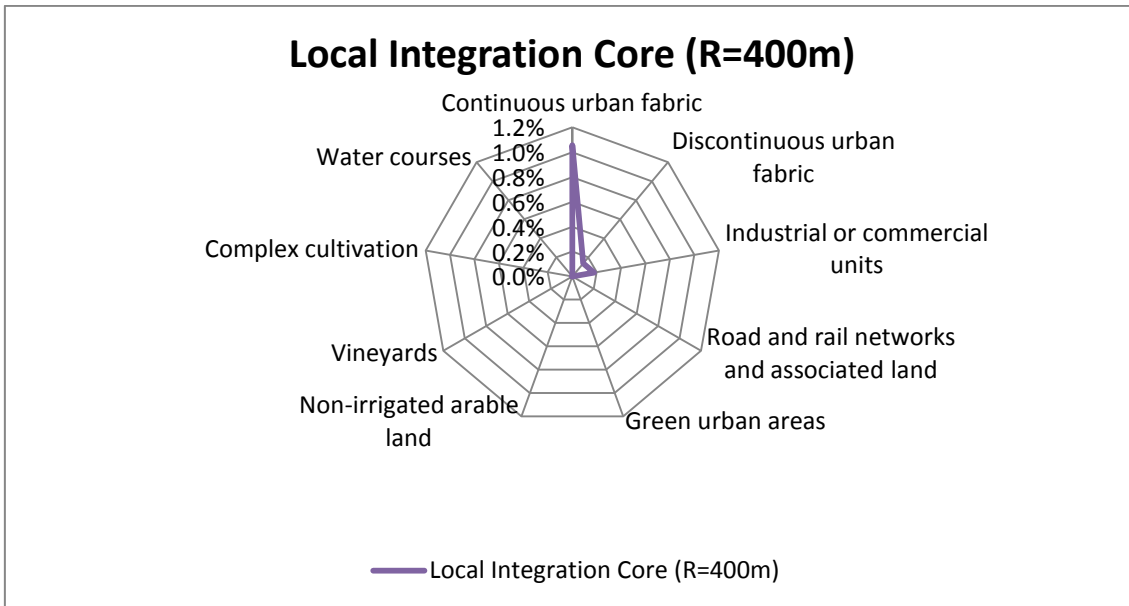 Local Integration Core (R=400m)
Continuous urban fabric
1.2%
1.0%
0.8%
0.6%
0.4%
0.2%
0.0%
Discontinuous urban
fabric
Industrial or commercial
units
Road and rail networks
and associated land
Green urban areas
Non-irrigated arable
land
Vineyards
Complex cultivation
Water courses
Local Integration Core (R=400m)